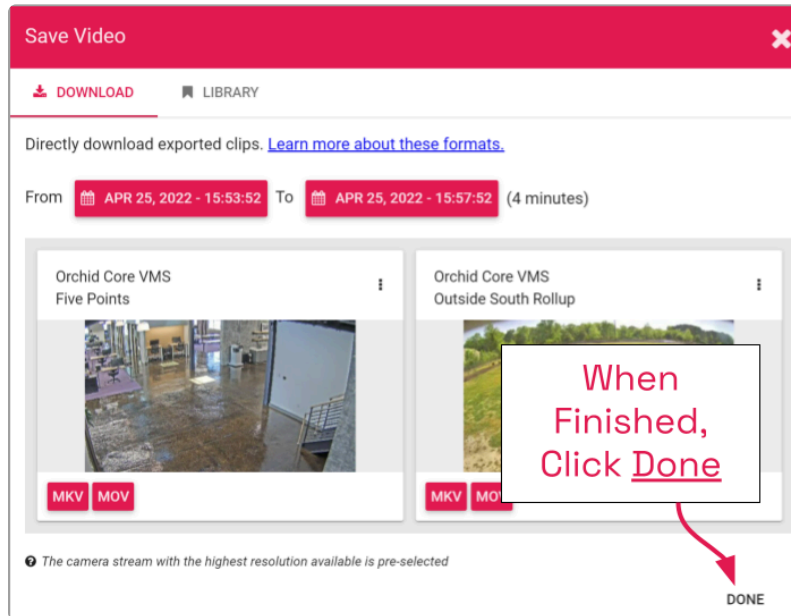 Save Video
DOWNLOAD
LIBRARY
Directly download exported clips. Learn more about these formats.
From APR 25, 2022 - 15:53:52 To APR 25, 2022 - 15:57:52 (4 minutes)
Orchid Core VMS
Five Points
Orchid Core VMS
Outside South Rollup
When
Finished,
Click Done
MKV MOV
MKV
The camera stream with the highest resolution available is pre-selected
DONE